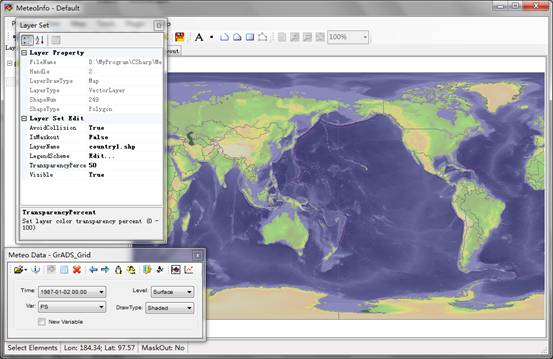 MeteoInfo - Default
Layer Set
100%
Layer Property
FileName D:\MyProgram\CSharp\Me
Handle 2
LayerDrawType Map
LayerType VectorLayer
ShapeNum 249
ShapeType Polygon
Layer Set Edit
AvoidCollision True
IsMaskout False
LayerName country1.shp
LegendScheme Edit...
TransparencyPerce 50
Visible True
TransparencyPercent
Set layer color transparency percent (0 -
100)
Meteo Data - GrADS_Grid
Time: 1987-01-02 00:00 Level: Surface
Var: PS DrawType: Shaded
New Variable
Select Elements Lon: 184.34; Lat: 97.57 MaskOut: No